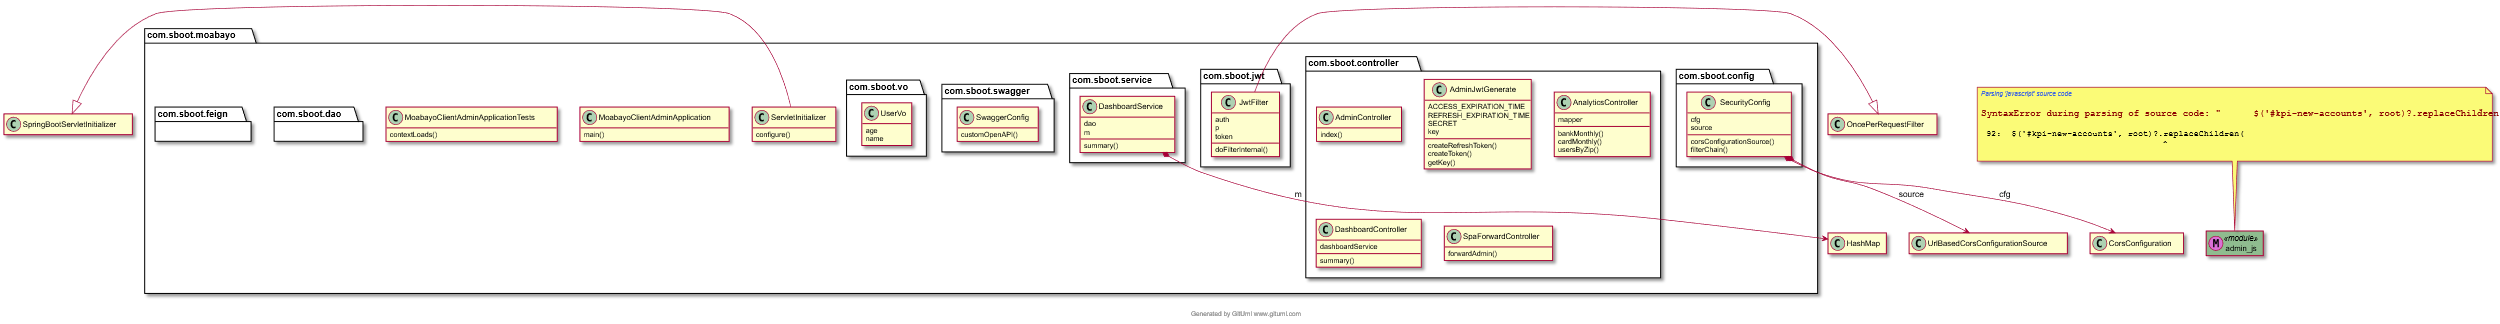 com.sboot.moabayo
SpringBootServletInitializer
com.sboot.feign
com.sboot.dao
MoabayoClientAdminApplicationTests
contextLoads()
MoabayoClientAdminApplication
main()
ServletInitializer
configure()
com.sboot.vo
UserVo
age
name
com.sboot.swagger
SwaggerConfig
customOpenAPI()
com.sboot.service
DashboardService
dao
m
summary()
com.sboot.jwt
JwtFilter
auth
p
token
doFilterInternal()
com.sboot.controller
AdminController
index()
AdminJwtGenerate
ACCESS_EXPIRATION_TIME
REFRESH_EXPIRATION_TIME
SECRET
key
createRefreshToken()
createToken()
getKey()
AnalyticsController
mapper
bankMonthly()
cardMonthly()
usersByZip()
DashboardController
dashboardService
summary()
SpaForwardController
forwardAdmin()
com.sboot.config
SecurityConfig
cfg
source
corsConfigurationSource()
filterChain()
OncePerRequestFilter
Parsing 'javascript' source code
SyntaxError during parsing of source code: "      $('#kpi-new-accounts', root)?.replaceChildren
92:  $('#kpi-new-accounts', root)?.replaceChildren(
^
m
source
cfg
HashMap
UrlBasedCorsConfigurationSource
CorsConfiguration
«module»
admin_js
Generated by GitUml www.gituml.com